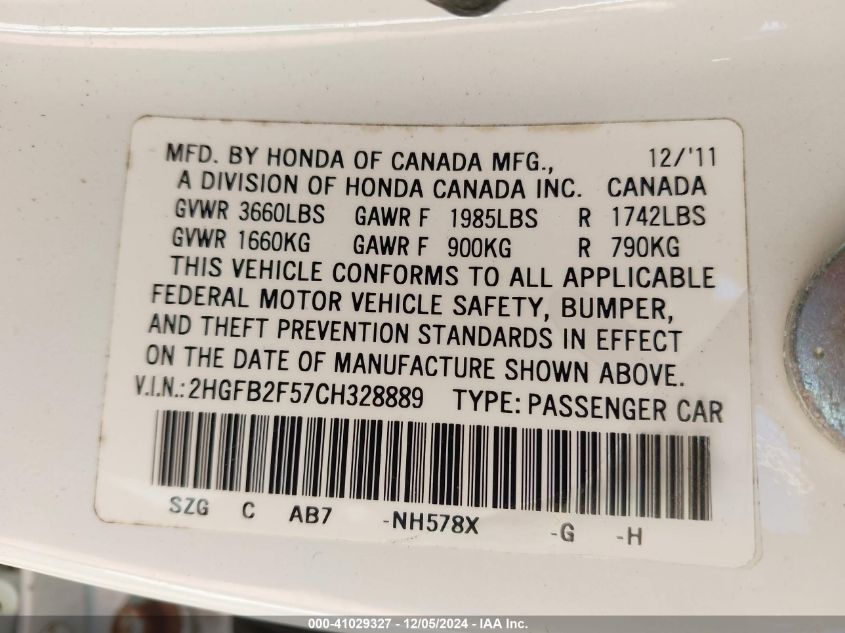 MFD. BY HONDA OF CANADA MFG., 12/'11
A DIVISION OF HONDA CANADA INC. CANADA
GVWR 3660LBS GAWR F 1985LBS R 1742LBS
GVWR 1660KG GAWR F 900KG R 790KG
THIS VEHICLE CONFORMS TO ALL APPLICABLE
FEDERAL MOTOR VEHICLE SAFETY, BUMPER,
AND THEFT PREVENTION STANDARDS IN EFFECT
ON THE DATE OF MANUFACTURE SHOWN ABOVE.
V.I.N.:2HGFB2F57CH328889 TYPE: PASSENGER CAR
SZG C AB7 -NH578X -G -H
000-41029327 - 12/05/2024 - IAA Inc.